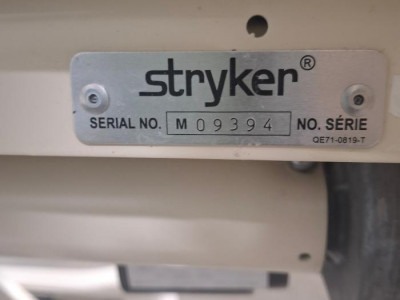 stryker®
SERIAL NO. M 09394 NO. SÉRIE
QE71-0819-T